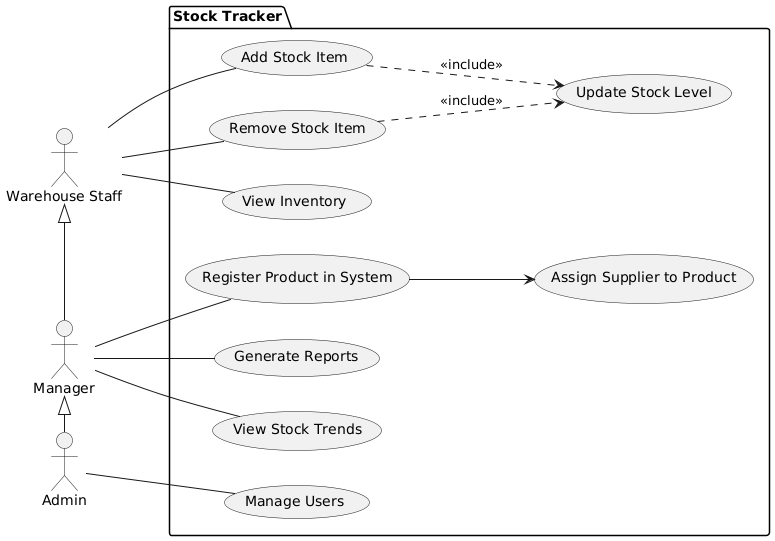 Stock Tracker
Add Stock Item
«include»
Update Stock Level
«include»
Remove Stock Item
Warehouse Staff
View Inventory
Register Product in System
Assign Supplier to Product
Generate Reports
Manager
View Stock Trends
Admin
Manage Users